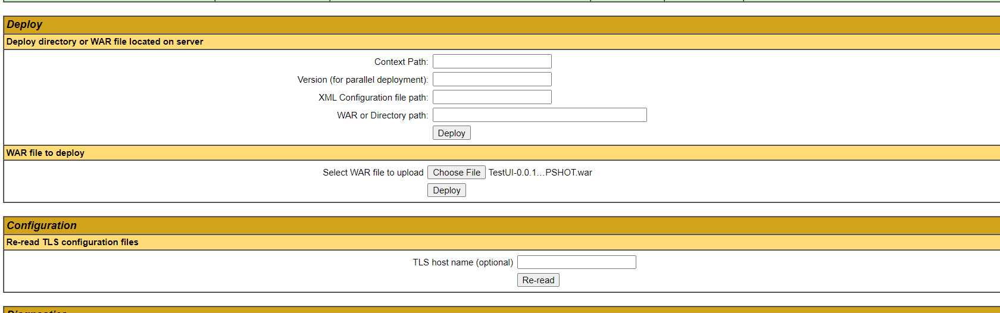 Deploy
Deploy directory or WAR file located on server
Context Path:
Version (for parallel deployment):
XML Configuration file path:
WAR or Directory path:
Deploy
WAR file to deploy
Select WAR file to upload Choose File TestUI-0.0.1...PSHOT.war
Deploy
Configuration
Re-read TLS configuration files
TLS host name (optional)
Re-read